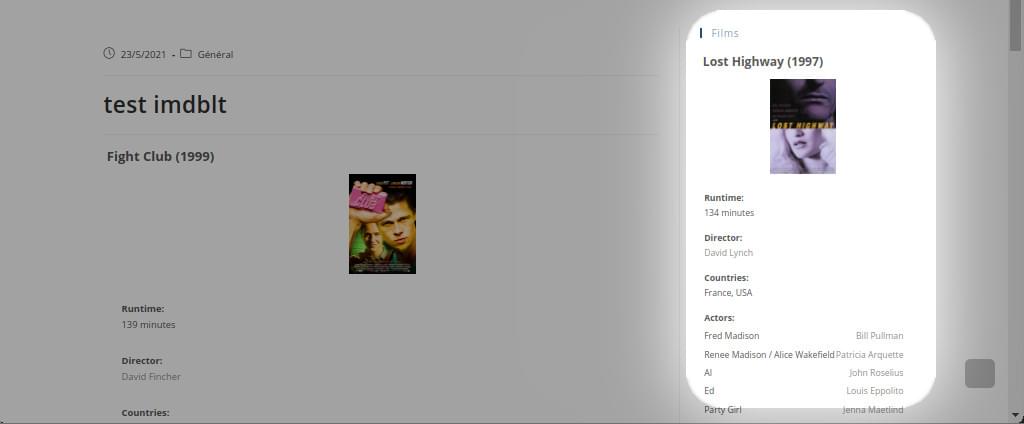 23/5/2021 - Général
test imdblt
Fight Club (1999)
CLUB
Runtime:
139 minutes
Director:
David Fincher
Countries:
Films
Lost Highway (1997)
LOST HIGHWAY
Runtime:
134 minutes
Director:
David Lynch
Countries:
France, USA
Actors:
Fred Madison Bill Pullman
Renee Madison / Alice Wakefield Patricia Arquette
Al John Roselius
Ed Louis Eppolito
Party Girl Jenna Maetlind